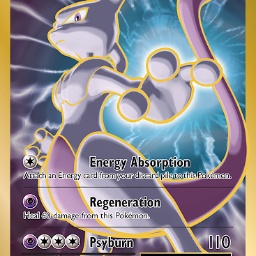 Energy Absorption
Attach an Energy card from your discard pile to this Pokémon.
Regeneration
Heal 60 damage from this Pokémon.
Psyburn 110